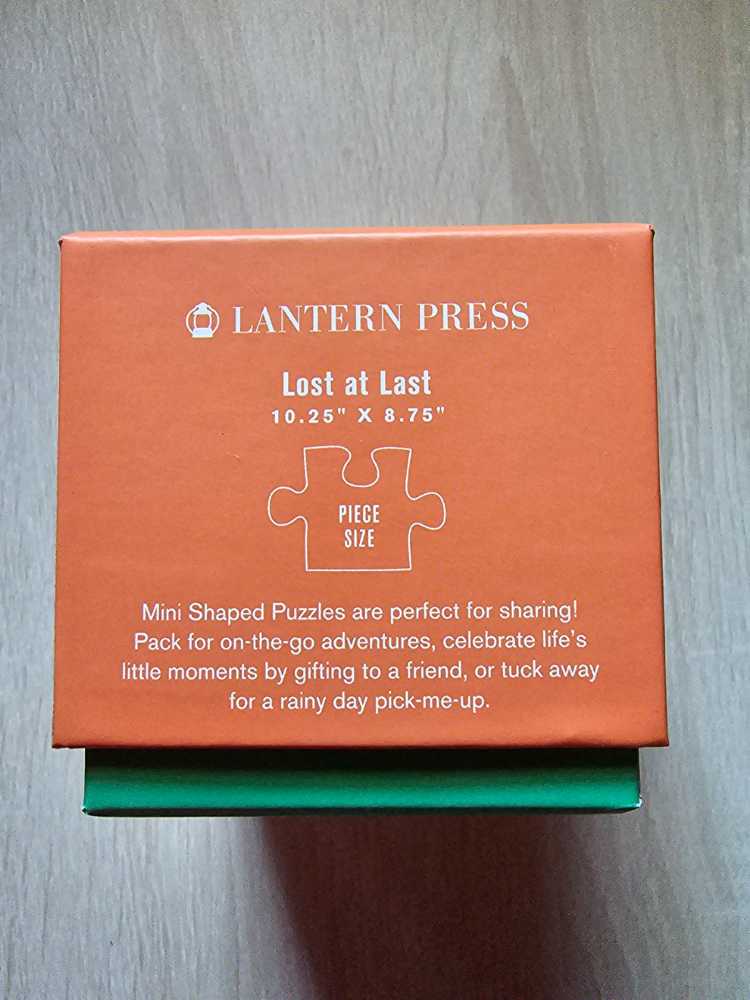 LANTERN PRESS
Lost at Last
10.25" X 8.75"
PIECE
SIZE
Mini Shaped Puzzles are perfect for sharing!
Pack for on-the-go adventures, celebrate life's
little moments by gifting to a friend, or tuck away
for a rainy day pick-me-up.